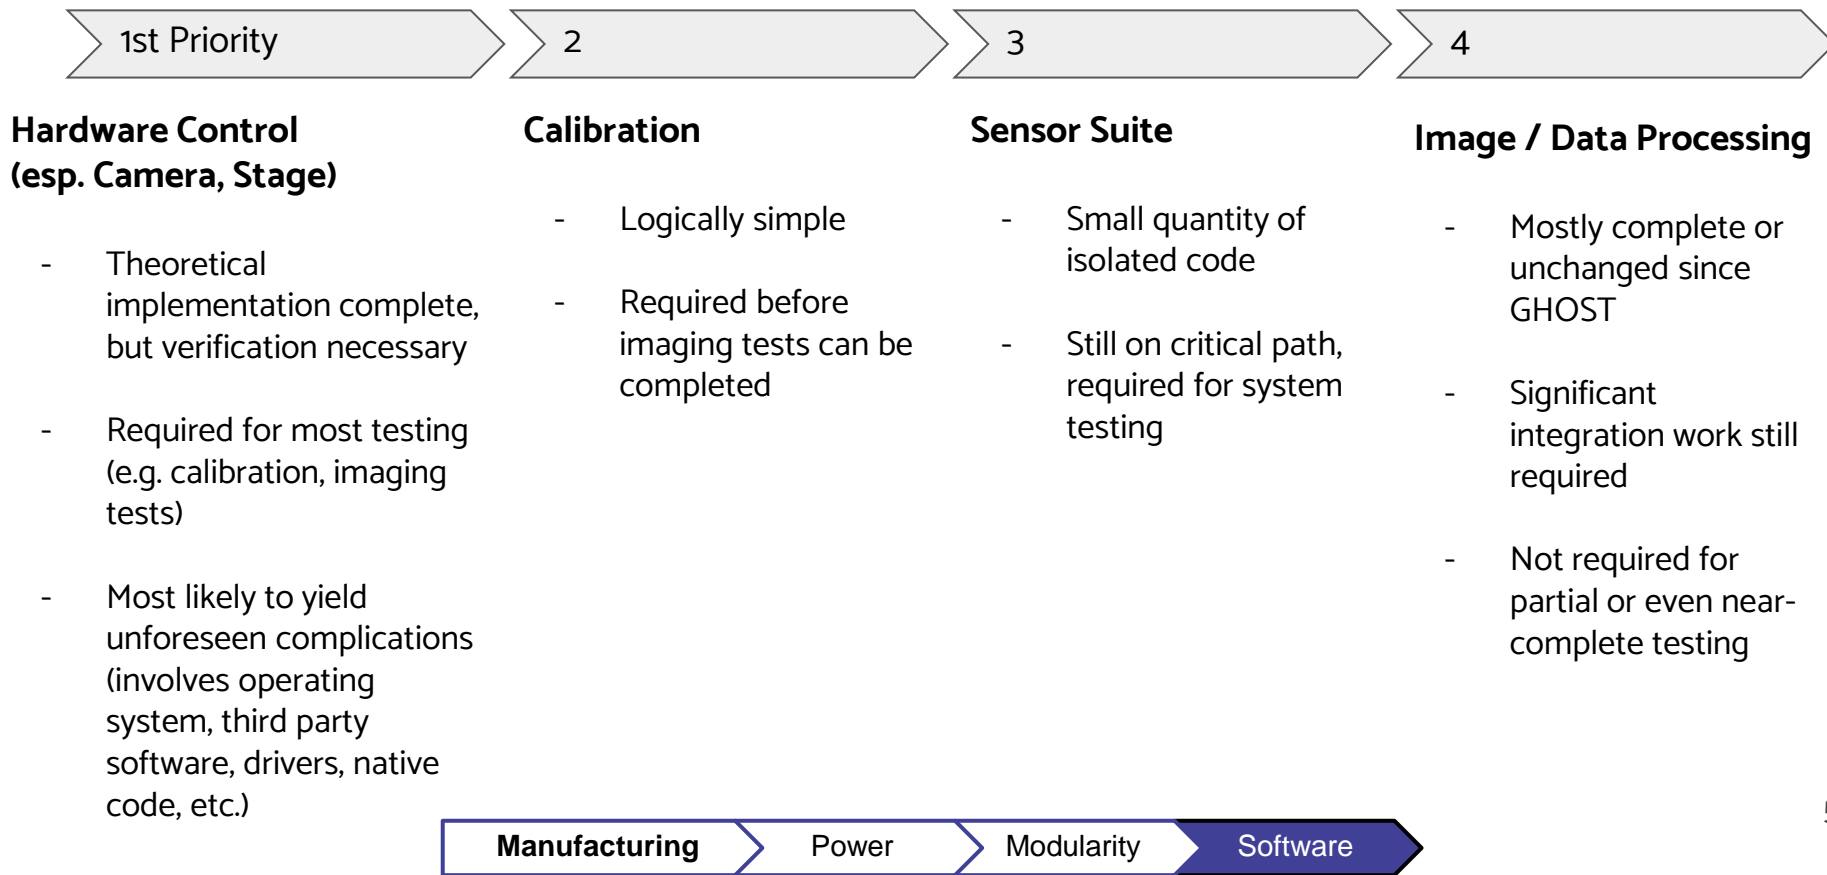 1st Priority
2
3
4
Hardware Control
(esp. Camera, Stage)
- Theoretical
implementation complete,
but verification necessary
- Required for most testing
(e.g. calibration, imaging
tests)
- Most likely to yield
unforeseen complications
(involves operating
system, third party
software, drivers, native
code, etc.)
Calibration
- Logically simple
- Required before
imaging tests can be
completed
Sensor Suite
- Small quantity of
isolated code
- Still on critical path,
required for system
testing
Image / Data Processing
- Mostly complete or
unchanged since
GHOST
- Significant
integration work still
required
- Not required for
partial or even near-
complete testing
Manufacturing
Power
Modularity
Software